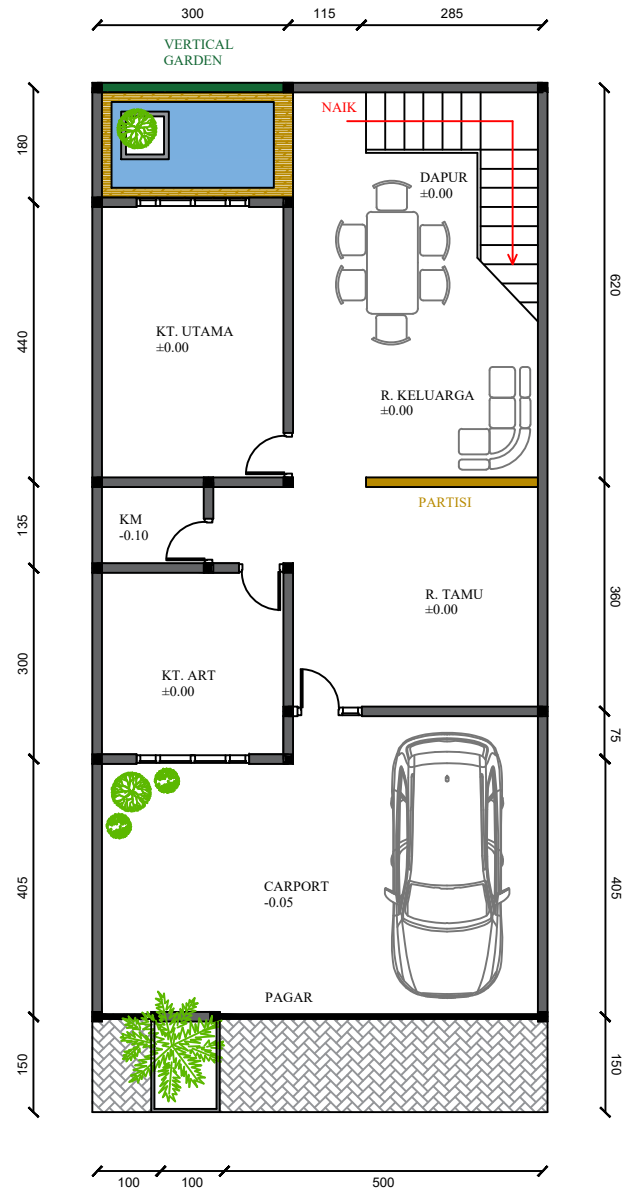 300
115
285
VERTICAL
GARDEN
NAIK
180
DAPUR
±0.00
620
KT. UTAMA
±0.00
440
R. KELUARGA
±0.00
PARTISI
KM
-0.10
135
R. TAMU
±0.00
360
KT. ART
±0.00
300
75
CARPORT
-0.05
405
405
PAGAR
150
150
100
100
500